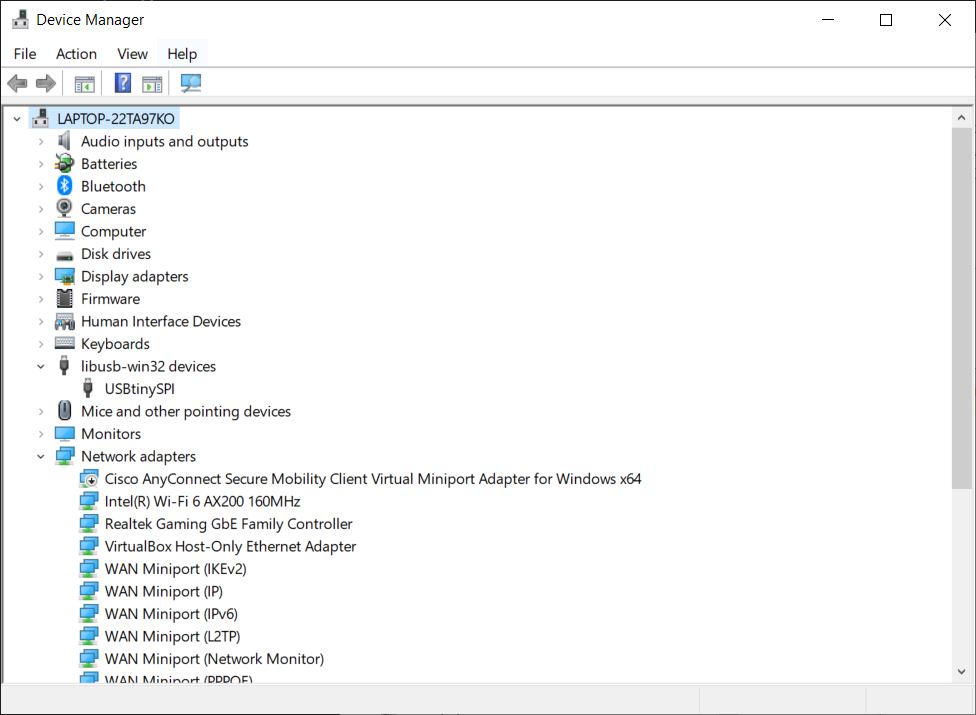 Device Manager
File Action View Help
LAPTOP-22TA97KO
Audio inputs and outputs
Batteries
Bluetooth
Cameras
Computer
Disk drives
Display adapters
Firmware
Human Interface Devices
Keyboards
libusb-win32 devices
USBtinySPI
Mice and other pointing devices
Monitors
Network adapters
Cisco AnyConnect Secure Mobility Client Virtual Miniport Adapter for Windows x64
Intel(R) Wi-Fi 6 AX200 160MHz
Realtek Gaming GbE Family Controller
VirtualBox Host-Only Ethernet Adapter
WAN Miniport (IKEv2)
WAN Miniport (IP)
WAN Miniport (IPv6)
WAN Miniport (L2TP)
WAN Miniport (Network Monitor)
WAN Miniport (PPPOE)